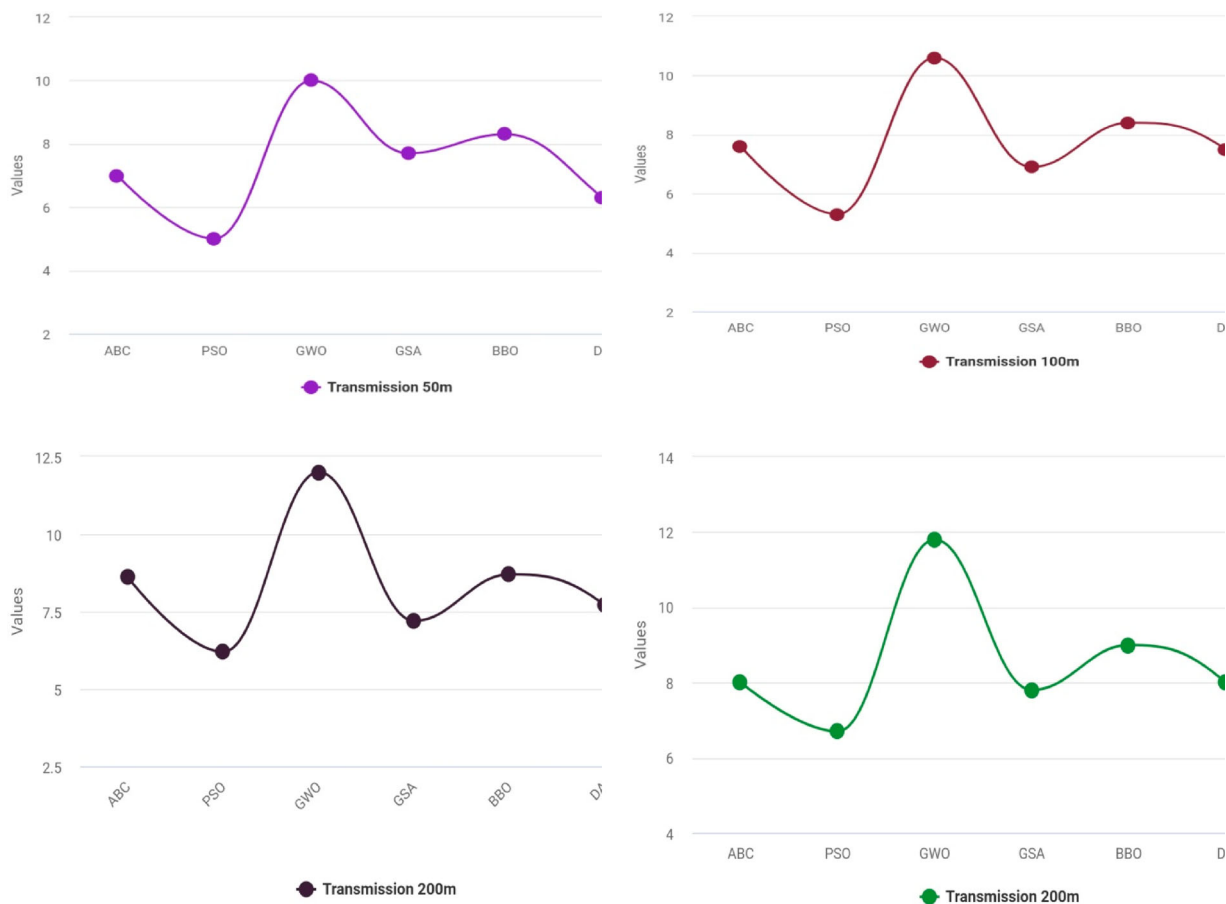 12
10
8
6
4
2
Values
ABC PSO GWO GSA BBO D
Transmission 50m
12
10
8
6
4
2
Values
ABC PSO GWO GSA BBO D
Transmission 100m
12.5
10
7.5
5
2.5
Values
ABC PSO GWO GSA BBO DA
Transmission 200m
14
12
10
8
6
4
Values
ABC PSO GWO GSA BBO D
Transmission 200m